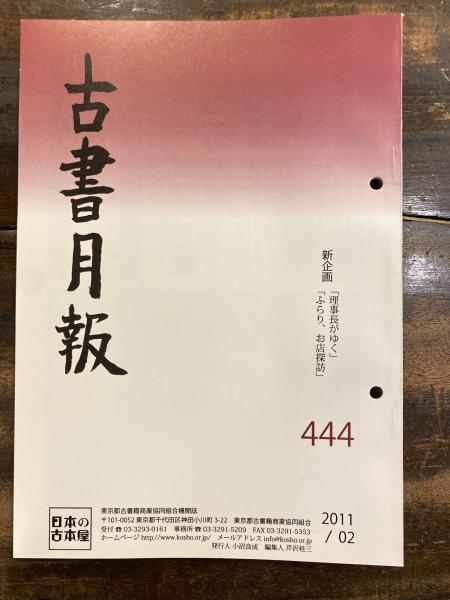 古書月報
新企画
「理事長がゆく」
「ふらり、お店探訪」
444
日本の
古本屋
東京都古書籍商業協同組合機関誌
〒101-0052 東京都千代田区神田小川町 3-22 東京都古書籍商業協同組合
受付 ☎ 03-3293-0161 事務所 ☎ 03-3291-5209 FAX 03-3291-5353
ホームページ http://www.kosho.or.jp/ メールアドレス info@kosho.or.jp
発行人 小沼良成 編集人 芹沢桂三
2011
/ 02